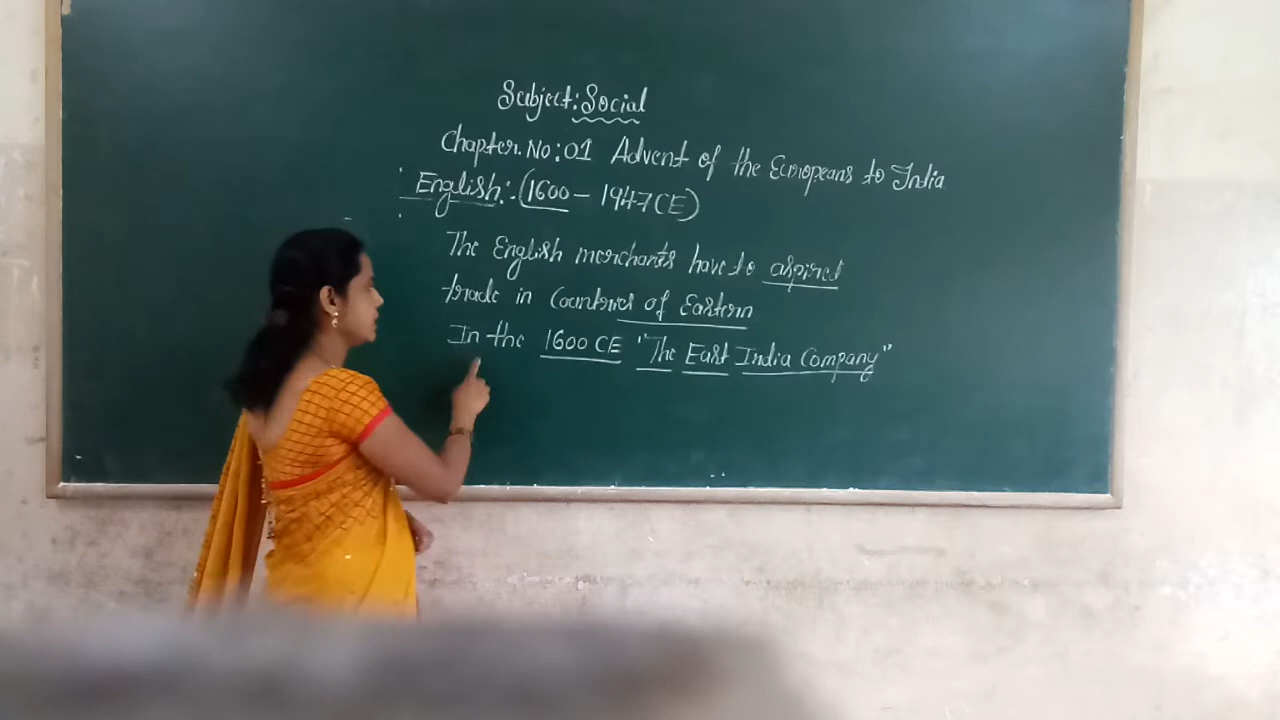 Subject: Social
Chapter. No: 01 Advent of the Europeans to India
English:- (1600 - 1947 CE)
The English merchants have to aspired
trade in Countries of Eastern
In the 1600 CE "The East India Company"